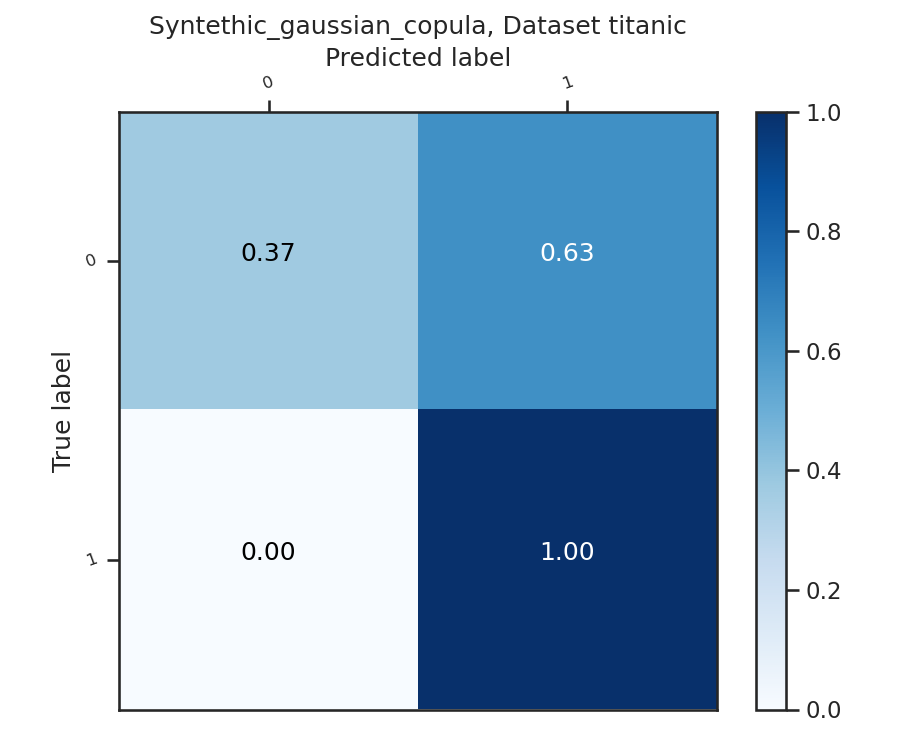 Syntethic_gaussian_copula, Dataset titanic
Predicted label
0 1
1.0
0.8
0 0.37 0.63
0.6
True label
0.4
1 0.00 1.00
0.2
0.0